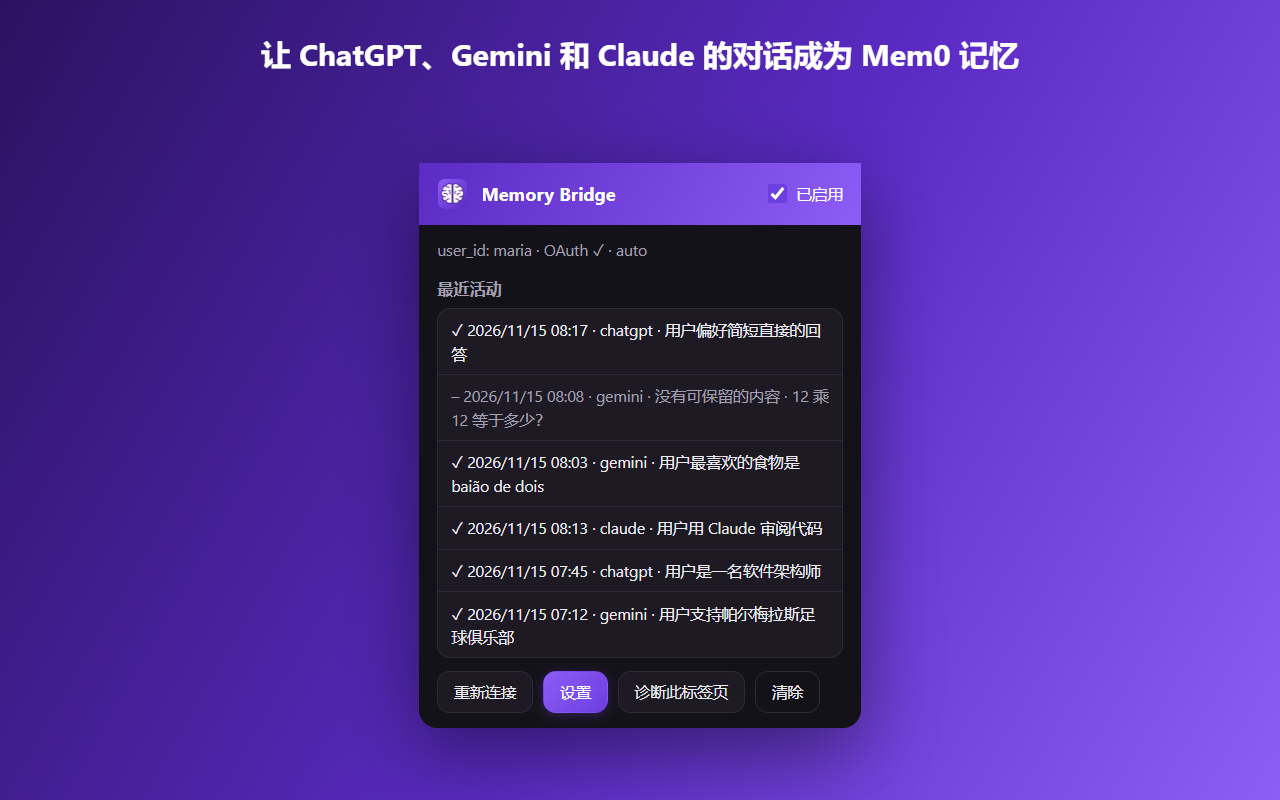 让 ChatGPT、Gemini 和 Claude 的对话成为 Mem0 记忆
Memory Bridge
已启用
user_id: maria · OAuth ✓ · auto
最近活动
✓ 2026/11/15 08:17 · chatgpt · 用户偏好简短直接的回
答
– 2026/11/15 08:08 · gemini · 没有可保留的内容 · 12 乘
12 等于多少？
✓ 2026/11/15 08:03 · gemini · 用户最喜欢的食物是
baião de dois
✓ 2026/11/15 08:13 · claude · 用户用 Claude 审阅代码
✓ 2026/11/15 07:45 · chatgpt · 用户是一名软件架构师
✓ 2026/11/15 07:12 · gemini · 用户支持帕尔梅拉斯足
球俱乐部
重新连接
设置
诊断此标签页
清除